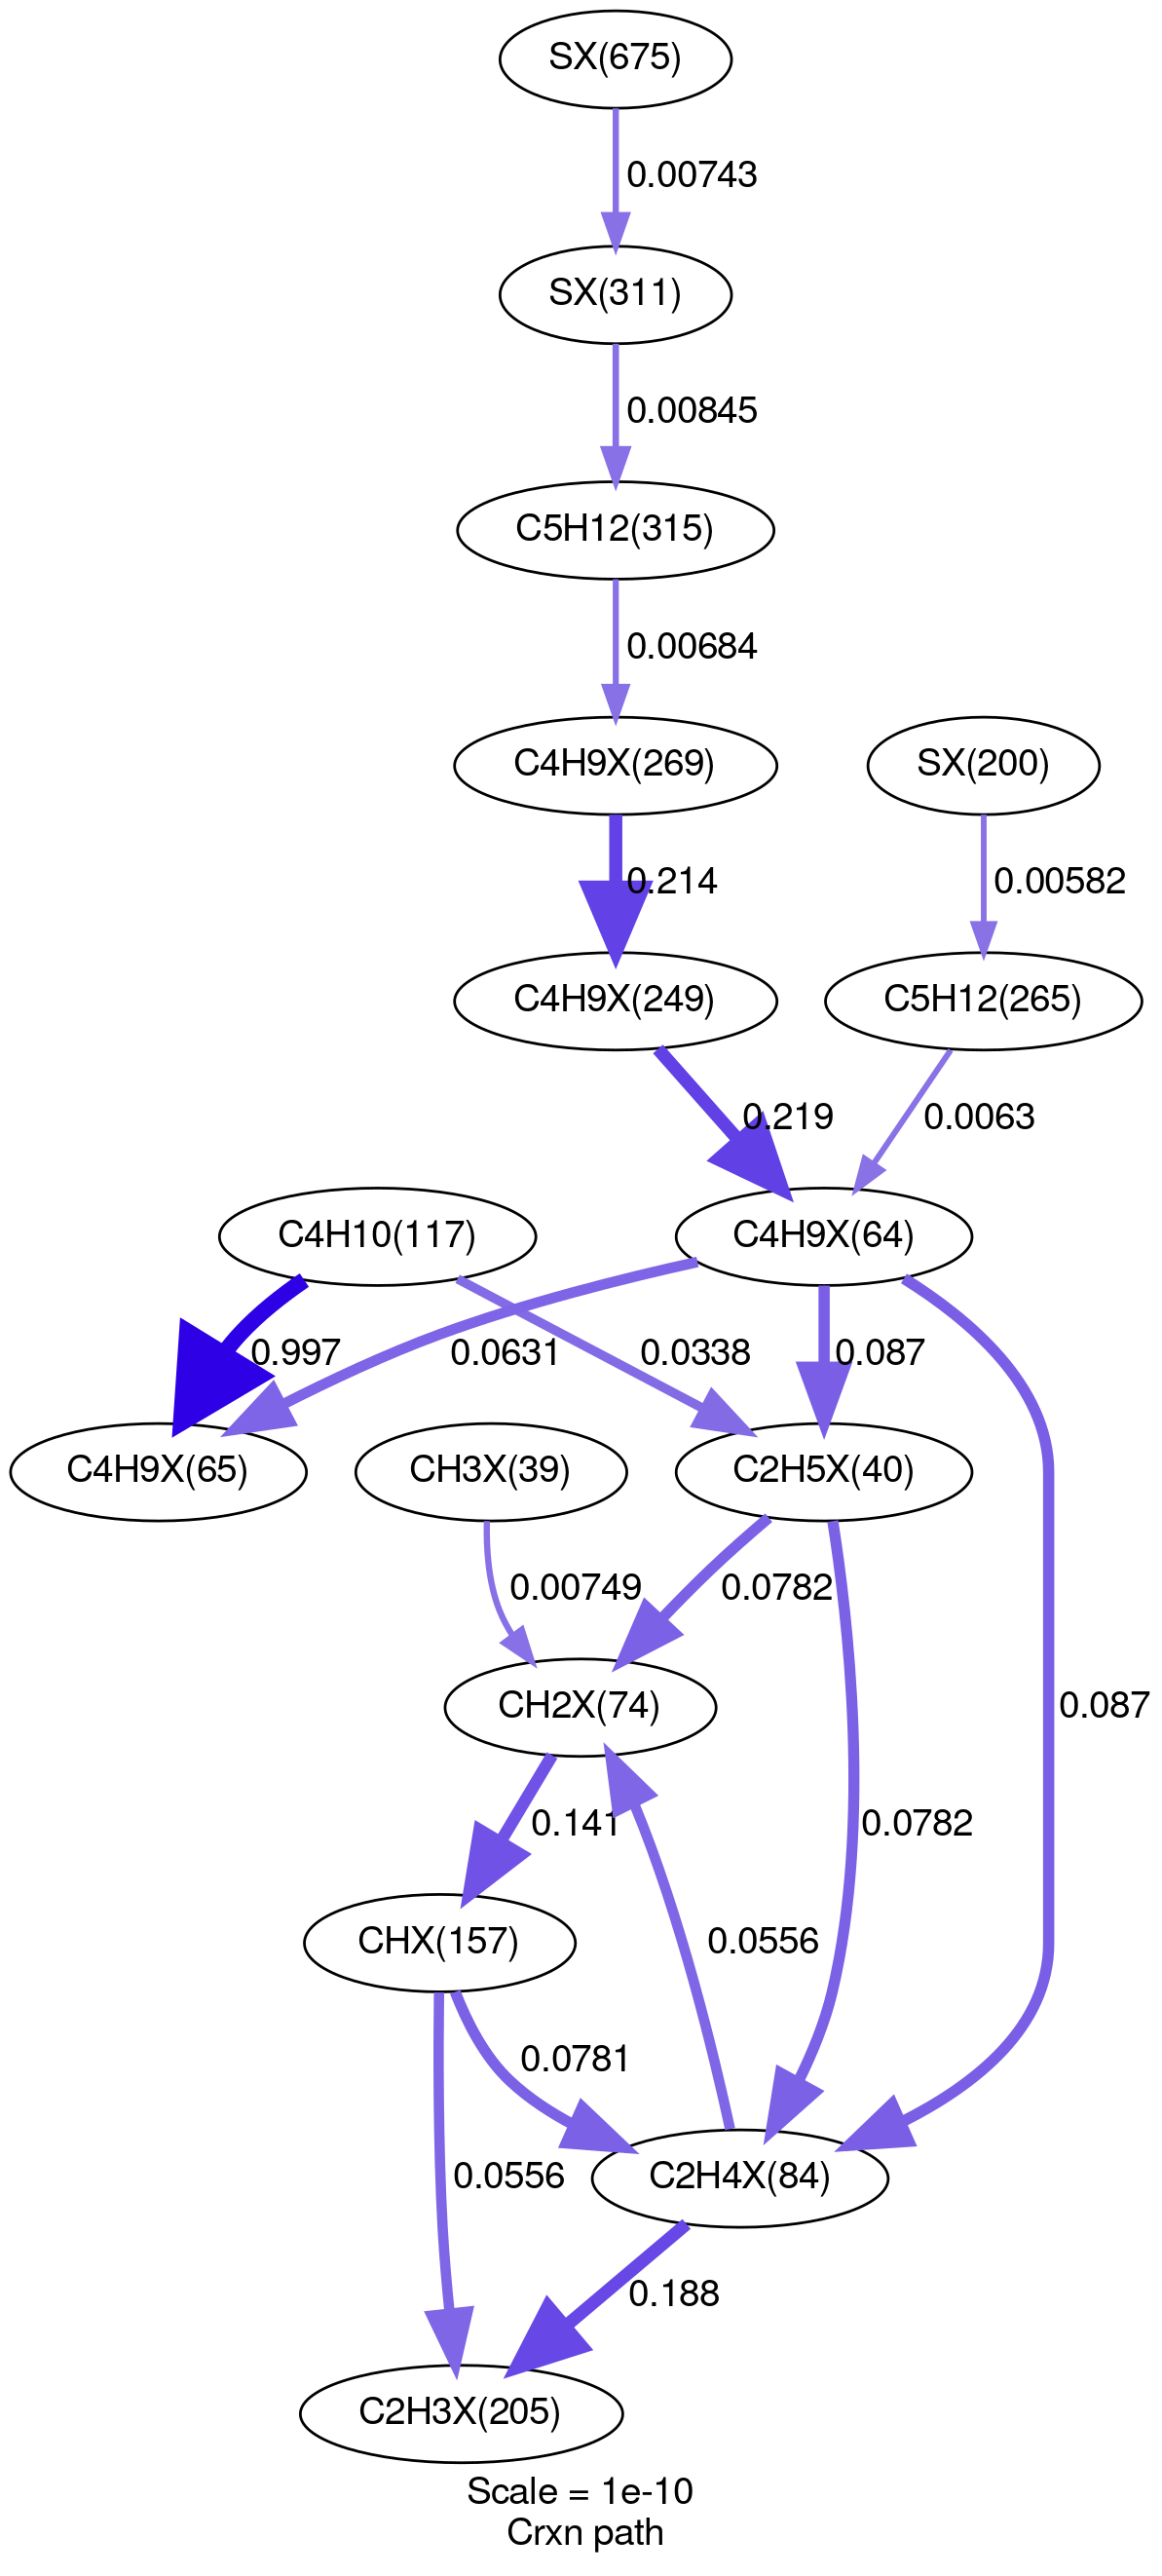 SX(675)
0.00743
SX(311)
0.00845
C5H12(315)
0.00684
C4H9X(269)
SX(200)
0.214
0.00582
C4H9X(249)
C5H12(265)
0.219
0.0063
C4H10(117)
C4H9X(64)
0.997
0.0631
0.0338
0.087
C4H9X(65)
CH3X(39)
C2H5X(40)
0.00749
0.0782
CH2X(74)
0.087
0.141
0.0782
CHX(157)
0.0556
0.0781
0.0556
C2H4X(84)
0.188
C2H3X(205)
Scale = 1e-10
Crxn path